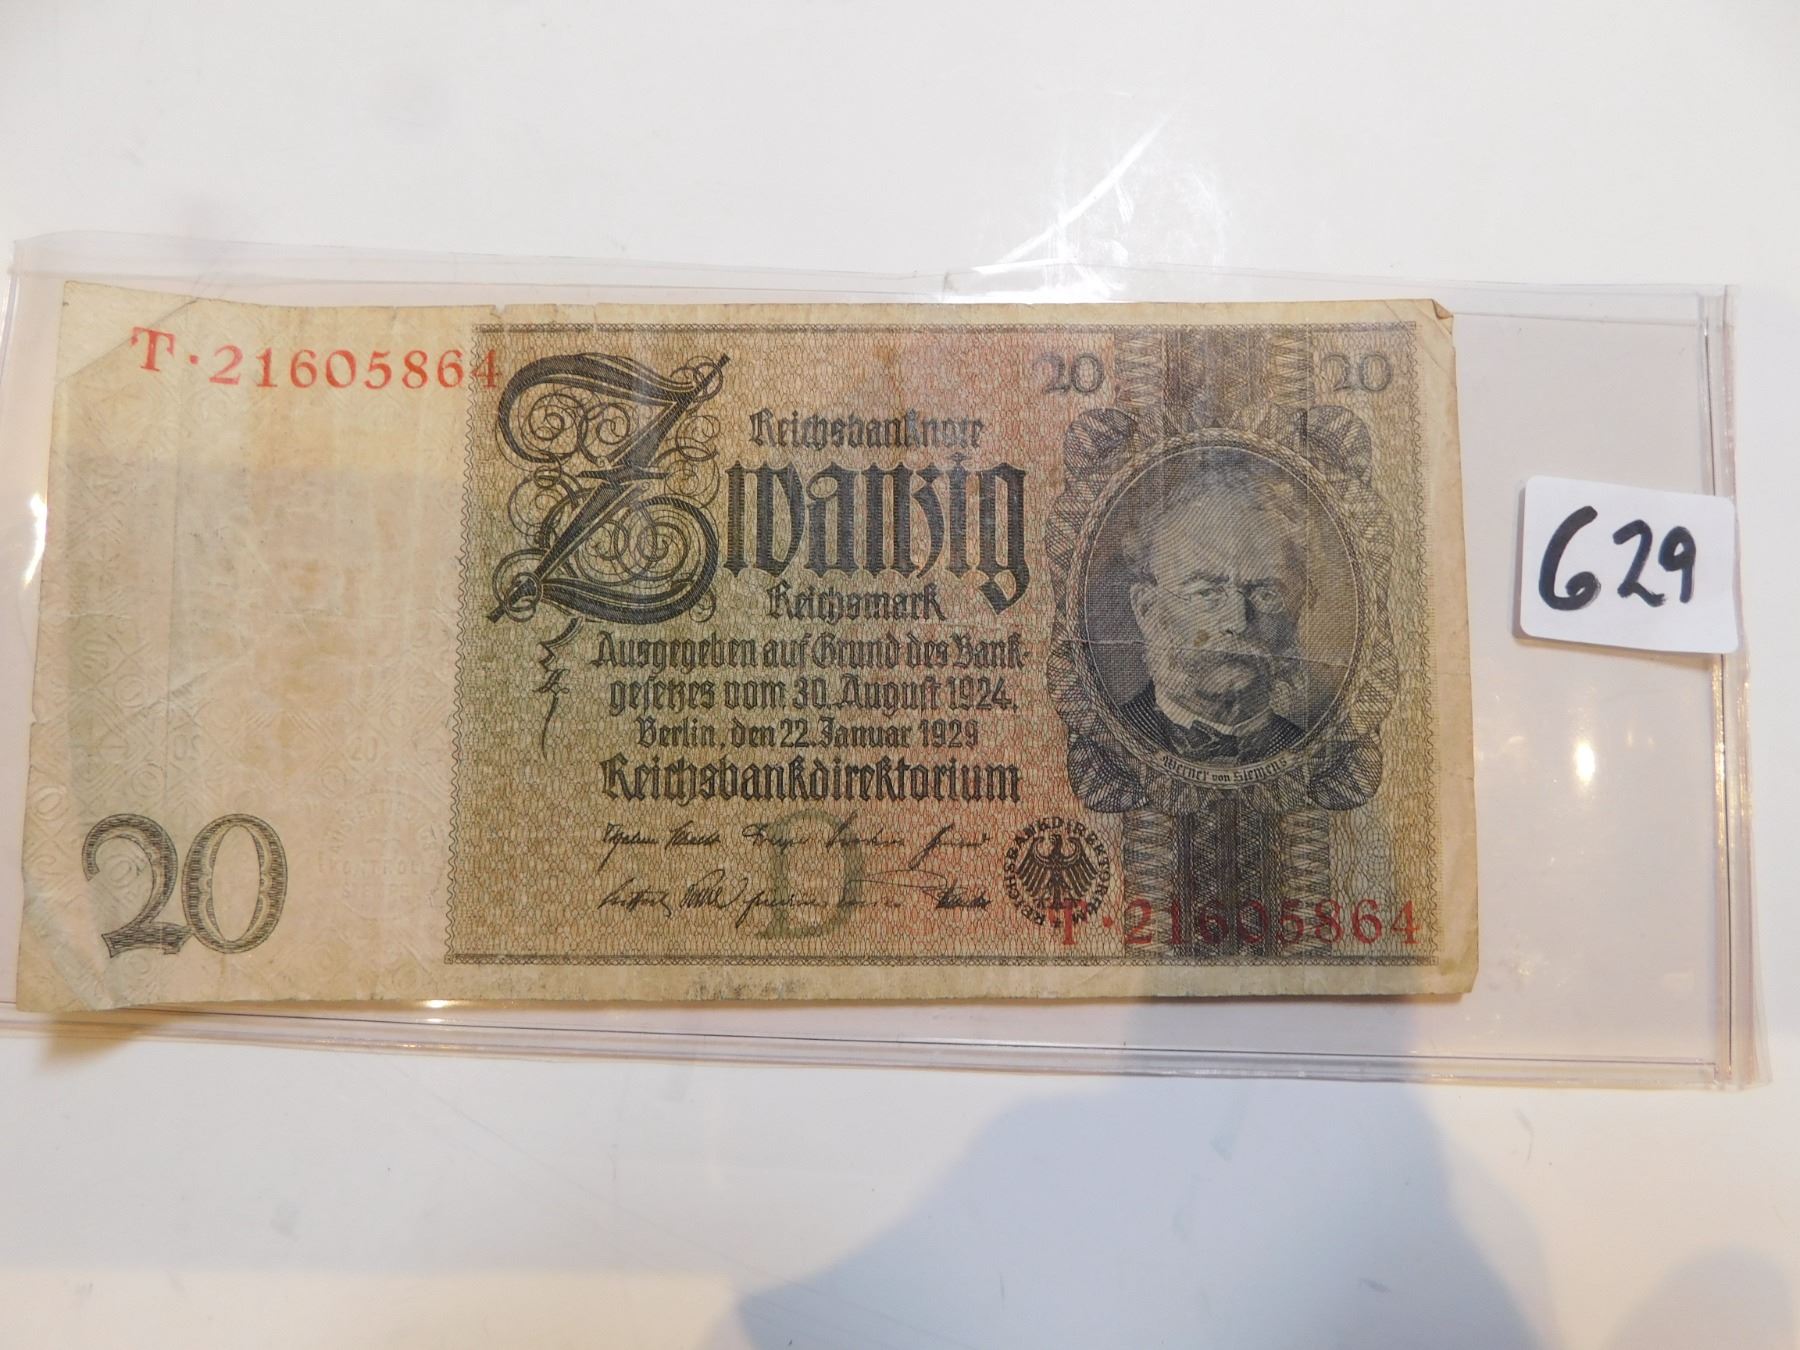 T·21605864
20 20
Reichsbanknote
Zwanzig
Reichsmark
Ausgegeben auf Grund des Bank-
gesetzes vom 30. August 1924.
Berlin, den 22. Januar 1929
Reichsbankdirektorium
Werner von Siemens
D
REICHSBANKDIREKTORIUM
T·21605864
20
629